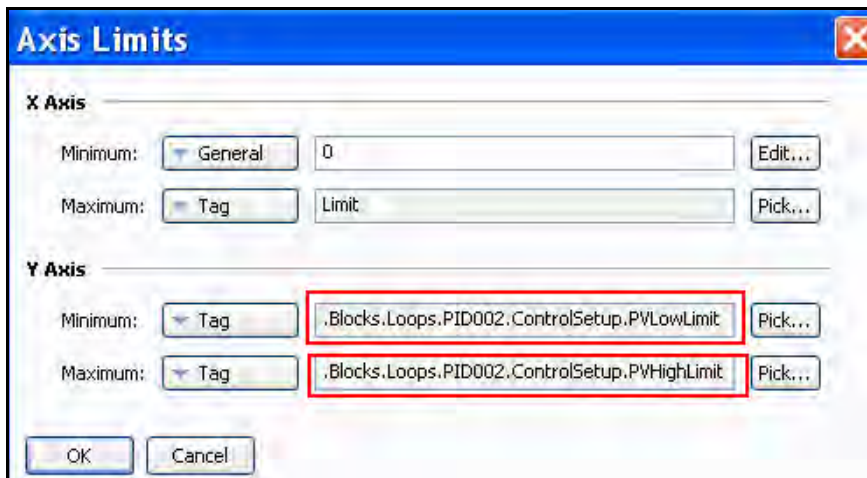 Axis Limits
X Axis
Minimum: General 0 Edit...
Maximum: Tag Limit Pick...
Y Axis
Minimum: Tag .Blocks.Loops.PID002.ControlSetup.PVLowLimit Pick...
Maximum: Tag .Blocks.Loops.PID002.ControlSetup.PVHighLimit Pick...
OK Cancel